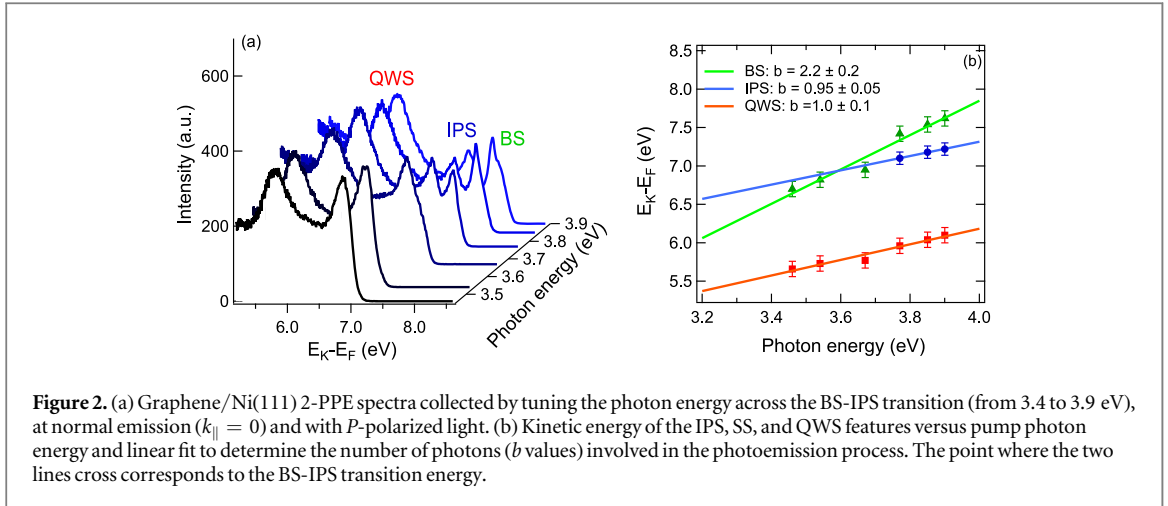 (a)
600
400
200
0
Intensity (a.u.)
QWS
IPS
BS
6.0 7.0 8.0
E_K-E_F (eV)
3.5 3.6 3.7 3.8 3.9
Photon energy (eV)
(b)
8.5
8.0
7.5
7.0
6.5
6.0
5.5
E_K-E_F (eV)
BS: b = 2.2 ± 0.2
IPS: b = 0.95 ± 0.05
QWS: b =1.0 ± 0.1
3.2 3.4 3.6 3.8 4.0
Photon energy (eV)
Figure 2. (a) Graphene/Ni(111) 2-PPE spectra collected by tuning the photon energy across the BS-IPS transition (from 3.4 to 3.9 eV),
at normal emission (k_∥ = 0) and with P-polarized light. (b) Kinetic energy of the IPS, SS, and QWS features versus pump photon
energy and linear fit to determine the number of photons (b values) involved in the photoemission process. The point where the two
lines cross corresponds to the BS-IPS transition energy.